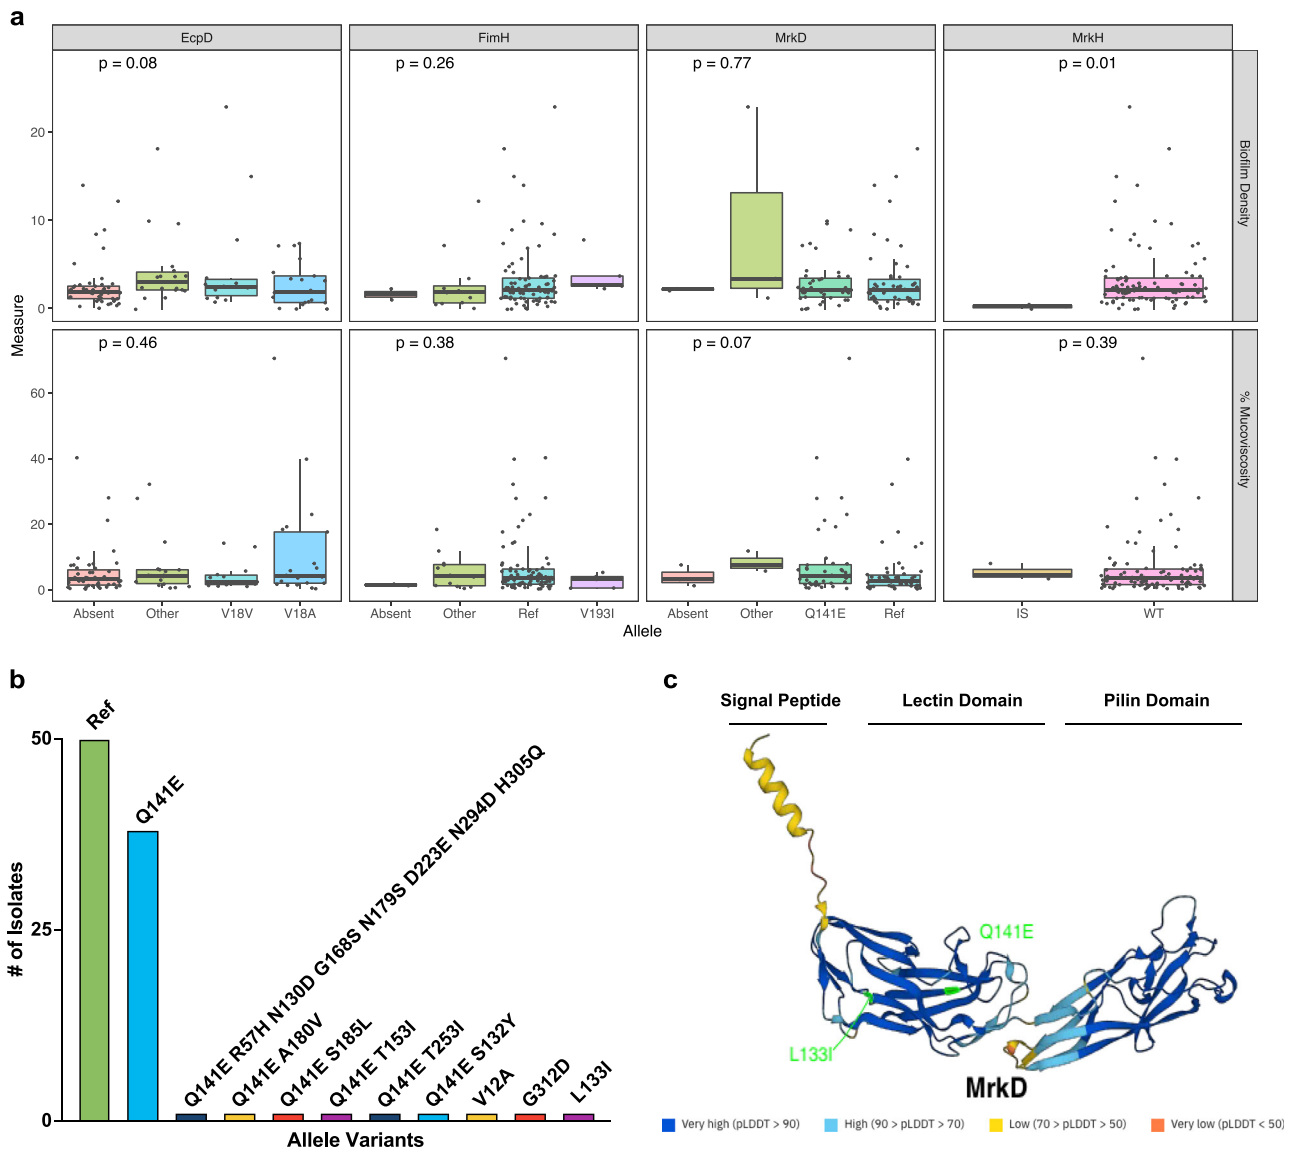 a
EcpD
FimH
MrkD
MrkH
p = 0.08
p = 0.26
p = 0.77
p = 0.01
20
10
0
Biofilm Density
Measure
p = 0.46
p = 0.38
p = 0.07
p = 0.39
60
40
20
0
% Mucoviscosity
Absent
Other
V18V
V18A
Absent
Other
Ref
V193I
Absent
Other
Q141E
Ref
IS
WT
Allele
b
50
25
0
# of Isolates
Ref
Q141E
Q141E R57H N130D G168S N179S D223E N294D H305Q
Q141E A180V
Q141E S185L
Q141E T153I
Q141E T253I
Q141E S132Y
V12A
G312D
L133I
Allele Variants
c
Signal Peptide
Lectin Domain
Pilin Domain
Q141E
L133I
MrkD
Very high (pLDDT > 90)
High (90 > pLDDT > 70)
Low (70 > pLDDT > 50)
Very low (pLDDT < 50)